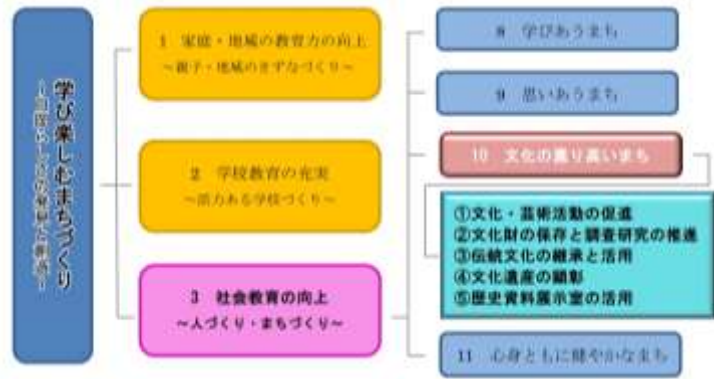 学び楽しむまちづくり
1 家庭・地域の教育力の向上
～親子・地域のきずなづくり～
2 学校教育の充実
～活力ある学校づくり～
3 社会教育の向上
～人づくり・まちづくり～
8 学びあうまち
9 思いあうまち
10 文化の薫り高いまち
①文化・芸術活動の促進
②文化財の保存と調査研究の推進
③伝統文化の継承と活用
④文化遺産の顕彰
⑤歴史資料展示室の活用
11 心身ともに健やかなまち